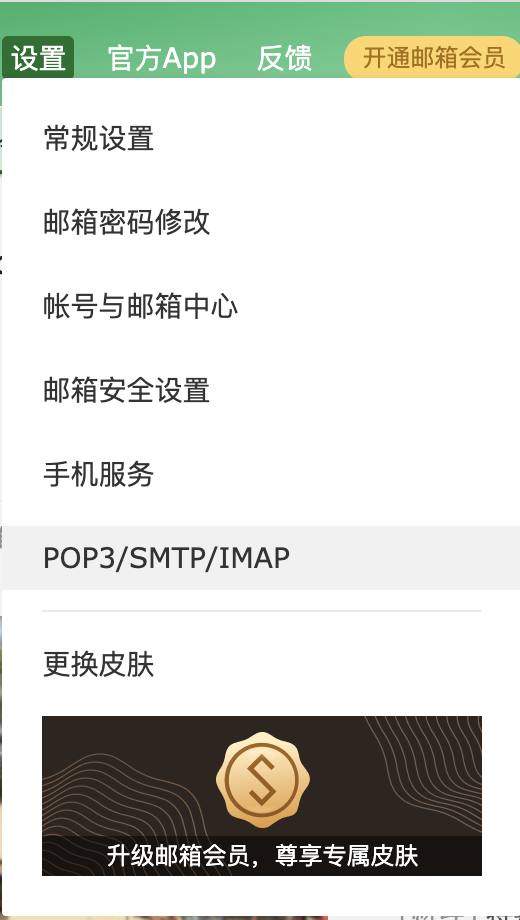 设置 官方App 反馈 开通邮箱会员
常规设置
邮箱密码修改
帐号与邮箱中心
邮箱安全设置
手机服务
POP3/SMTP/IMAP
更换皮肤
升级邮箱会员，尊享专属皮肤